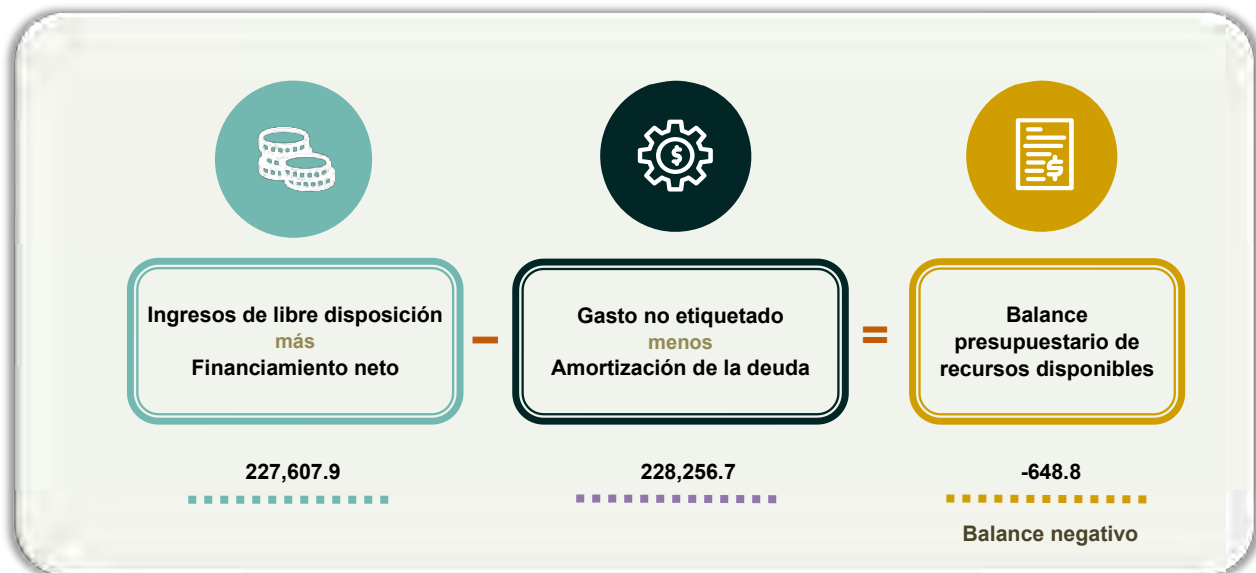 Ingresos de libre disposición
más
Financiamiento neto
−
Gasto no etiquetado
menos
Amortización de la deuda
=
Balance
presupuestario de
recursos disponibles
227,607.9
228,256.7
-648.8
Balance negativo